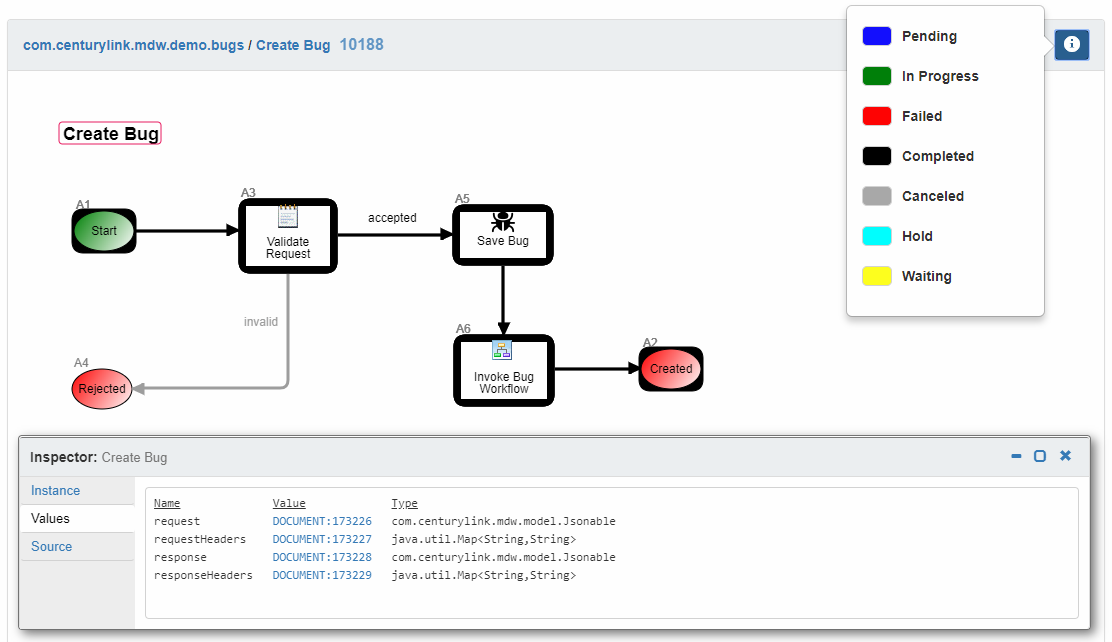 com.centurylink.mdw.demo.bugs / Create Bug 10188
Pending
In Progress
Failed
Completed
Canceled
Hold
Waiting
Create Bug
A1
Start
A3
Validate
Request
accepted
A5
Save Bug
invalid
A4
Rejected
A6
Invoke Bug
Workflow
A2
Created
Inspector: Create Bug
Instance
Values
Source
Name Value Type
request DOCUMENT:173226 com.centurylink.mdw.model.Jsonable
requestHeaders DOCUMENT:173227 java.util.Map<String,String>
response DOCUMENT:173228 com.centurylink.mdw.model.Jsonable
responseHeaders DOCUMENT:173229 java.util.Map<String,String>